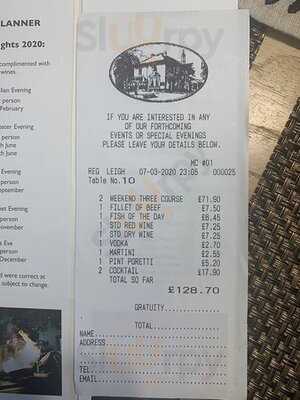 LANNER
ghts 2020:
complimented with
wines.
lian Evening
person
February
ster Evening
th June
h June
c Evening
person
eptember
et Evening
person
ovember
s Eve
person
December
d were correct at
subject to change.
Sluurpy
IF YOU ARE INTERESTED IN ANY
OF OUR FORTHCOMING
EVENTS OR SPECIAL EVENINGS
PLEASE LEAVE YOUR DETAILS BELOW.
MC #01
REG LEIGH 07-03-2020 23:05 000025
Table No. 10
2 WEEKEND THREE COURSE £71.90
1 FILLET OF BEEF £7.50
1 FISH OF THE DAY £6.45
1 STD RED WINE £7.25
1 STD DRY WINE £7.25
1 VODKA £2.70
1 MARTINI £2.55
1 PINT PORETTI £5.20
2 COCKTAIL £17.90
TOTAL SO FAR
£128.70
GRATUITY
TOTAL
NAME
ADDRESS
TEL
EMAIL